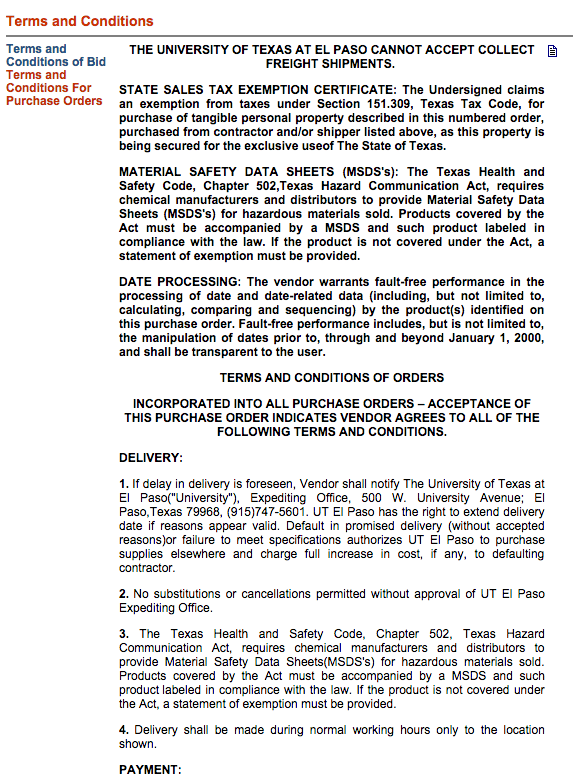 Terms and Conditions
Terms and
Conditions of Bid
Terms and
Conditions For
Purchase Orders
THE UNIVERSITY OF TEXAS AT EL PASO CANNOT ACCEPT COLLECT
FREIGHT SHIPMENTS.
STATE SALES TAX EXEMPTION CERTIFICATE: The Undersigned claims
an exemption from taxes under Section 151.309, Texas Tax Code, for
purchase of tangible personal property described in this numbered order,
purchased from contractor and/or shipper listed above, as this property is
being secured for the exclusive useof The State of Texas.
MATERIAL SAFETY DATA SHEETS (MSDS's): The Texas Health and
Safety Code, Chapter 502,Texas Hazard Communication Act, requires
chemical manufacturers and distributors to provide Material Safety Data
Sheets (MSDS's) for hazardous materials sold. Products covered by the
Act must be accompanied by a MSDS and such product labeled in
compliance with the law. If the product is not covered under the Act, a
statement of exemption must be provided.
DATE PROCESSING: The vendor warrants fault-free performance in the
processing of date and date-related data (including, but not limited to,
calculating, comparing and sequencing) by the product(s) identified on
this purchase order. Fault-free performance includes, but is not limited to,
the manipulation of dates prior to, through and beyond January 1, 2000,
and shall be transparent to the user.
TERMS AND CONDITIONS OF ORDERS
INCORPORATED INTO ALL PURCHASE ORDERS – ACCEPTANCE OF
THIS PURCHASE ORDER INDICATES VENDOR AGREES TO ALL OF THE
FOLLOWING TERMS AND CONDITIONS.
DELIVERY:
1. If delay in delivery is foreseen, Vendor shall notify The University of Texas at
El Paso("University"), Expediting Office, 500 W. University Avenue; El
Paso,Texas 79968, (915)747-5601. UT El Paso has the right to extend delivery
date if reasons appear valid. Default in promised delivery (without accepted
reasons)or failure to meet specifications authorizes UT El Paso to purchase
supplies elsewhere and charge full increase in cost, if any, to defaulting
contractor.
2. No substitutions or cancellations permitted without approval of UT El Paso
Expediting Office.
3. The Texas Health and Safety Code, Chapter 502, Texas Hazard
Communication Act, requires chemical manufacturers and distributors to
provide Material Safety Data Sheets(MSDS's) for hazardous materials sold.
Products covered by the Act must be accompanied by a MSDS and such
product labeled in compliance with the law. If the product is not covered under
the Act, a statement of exemption must be provided.
4. Delivery shall be made during normal working hours only to the location
shown.
PAYMENT: